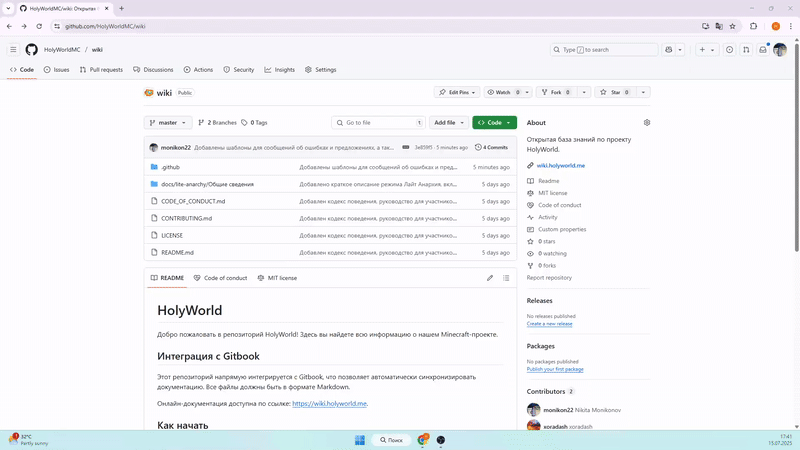 HolyWorldMC/wiki: Открытая
github.com/HolyWorldMC/wiki
HolyWorldMC / wiki
Type / to search
Code Issues Pull requests Discussions Actions Security Insights Settings
wiki Public
Edit Pins Watch 0 Fork 0 Star 0
master 2 Branches 0 Tags Go to file t Add file Code
monikon22 Добавлены шаблоны для сообщений об ошибках и предложениях, а так... 5 minutes ago 4 Commits
.github Добавлены шаблоны для сообщений об ошибках и пред... 5 minutes ago
docs/lite-anarchy/Общие сведения Добавлено краткое описание режима Лайт Анархия, вкл... 5 days ago
CODE_OF_CONDUCT.md Добавлен кодекс поведения, руководство для участнико... 5 days ago
CONTRIBUTING.md Добавлен кодекс поведения, руководство для участнико... 5 days ago
LICENSE Добавлен кодекс поведения, руководство для участнико... 5 days ago
README.md Добавлен кодекс поведения, руководство для участнико... 5 days ago
README Code of conduct MIT license
HolyWorld
Добро пожаловать в репозиторий HolyWorld! Здесь вы найдете всю информацию о нашем Minecraft-проекте.
Интеграция с Gitbook
Этот репозиторий напрямую интегрируется с Gitbook, что позволяет автоматически синхронизировать
документацию. Все файлы должны быть в формате Markdown.
Онлайн-документация доступна по ссылке: https://wiki.holyworld.me.
Как начать
About
Открытая база знаний по проекту
HolyWorld.
wiki.holyworld.me
Readme
MIT license
Code of conduct
Activity
Custom properties
0 stars
0 watching
0 forks
Report repository
Releases
No releases published
Create a new release
Packages
No packages published
Publish your first package
Contributors 2
monikon22 Nikita Monikonov
xoradash xoradash
32°C
Partly sunny
Поиск
17:41
15.07.2025